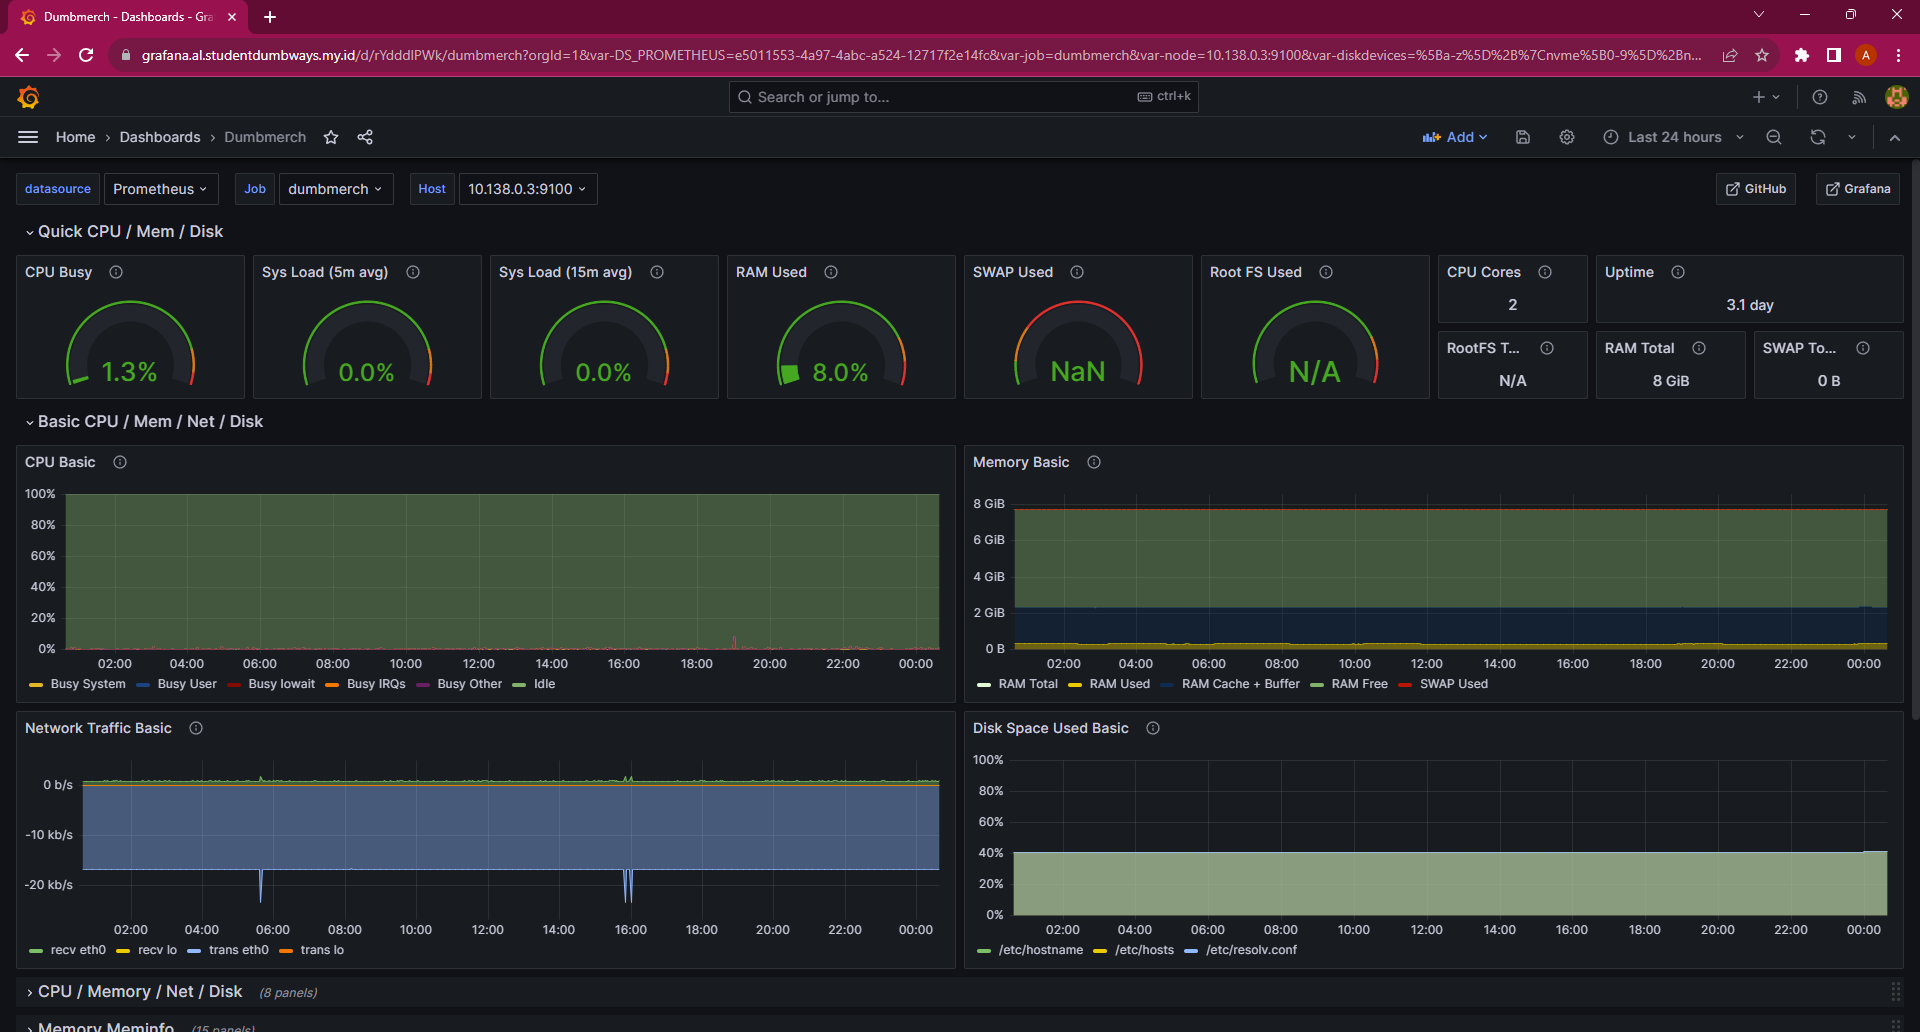 Dumbmerch - Dashboards - Gra
grafana.al.studentdumbways.my.id/d/rYdddlPWk/dumbmerch?orgId=1&var-DS_PROMETHEUS=e5011553-4a97-4abc-a524-12717f2e14fc&var-job=dumbmerch&var-node=10.138.0.3:9100&var-diskdevices=%5Ba-z%5D%2B%7Cnvme%5B0-9%5D%2Bn...
A
Search or jump to... ctrl+k
Home > Dashboards > Dumbmerch Add Last 24 hours
datasource Prometheus Job dumbmerch Host 10.138.0.3:9100 GitHub Grafana
Quick CPU / Mem / Disk
CPU Busy
1.3%
Sys Load (5m avg)
0.0%
Sys Load (15m avg)
0.0%
RAM Used
8.0%
SWAP Used
NaN
Root FS Used
N/A
CPU Cores
2
Uptime
3.1 day
RootFS T...
N/A
RAM Total
8 GiB
SWAP To...
0 B
Basic CPU / Mem / Net / Disk
CPU Basic
100%
80%
60%
40%
20%
0%
02:00 04:00 06:00 08:00 10:00 12:00 14:00 16:00 18:00 20:00 22:00 00:00
Busy System Busy User Busy Iowait Busy IRQs Busy Other Idle
Memory Basic
8 GiB
6 GiB
4 GiB
2 GiB
0 B
02:00 04:00 06:00 08:00 10:00 12:00 14:00 16:00 18:00 20:00 22:00 00:00
RAM Total RAM Used RAM Cache + Buffer RAM Free SWAP Used
Network Traffic Basic
0 b/s
-10 kb/s
-20 kb/s
02:00 04:00 06:00 08:00 10:00 12:00 14:00 16:00 18:00 20:00 22:00 00:00
recv eth0 recv lo trans eth0 trans lo
Disk Space Used Basic
100%
80%
60%
40%
20%
0%
02:00 04:00 06:00 08:00 10:00 12:00 14:00 16:00 18:00 20:00 22:00 00:00
/etc/hostname /etc/hosts /etc/resolv.conf
CPU / Memory / Net / Disk (8 panels)
Memory Meminfo (15 panels)